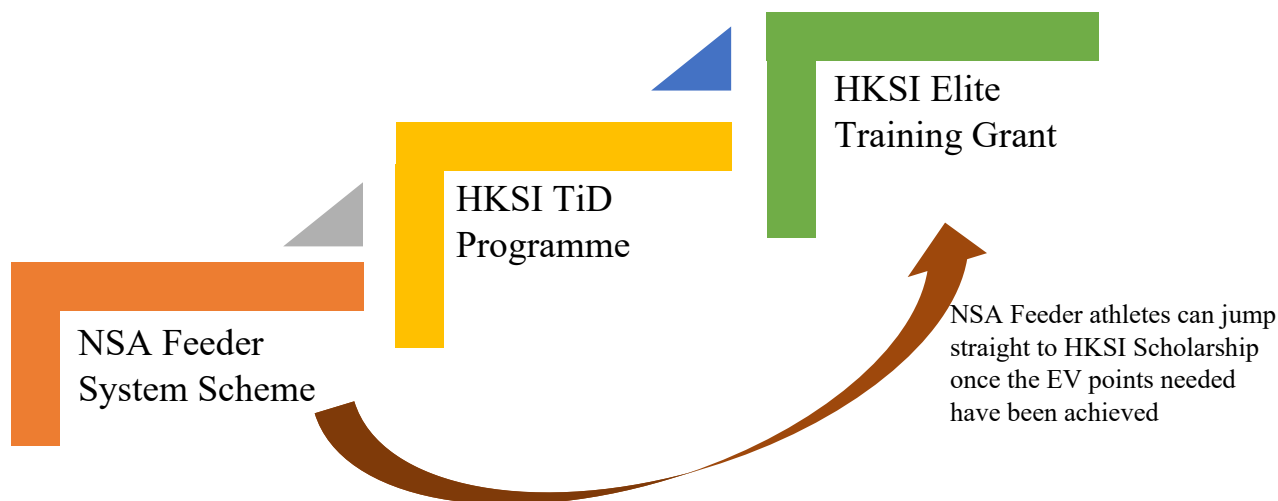 HKSI Elite
Training Grant
HKSI TiD
Programme
NSA Feeder
System Scheme
NSA Feeder athletes can jump
straight to HKSI Scholarship
once the EV points needed
have been achieved